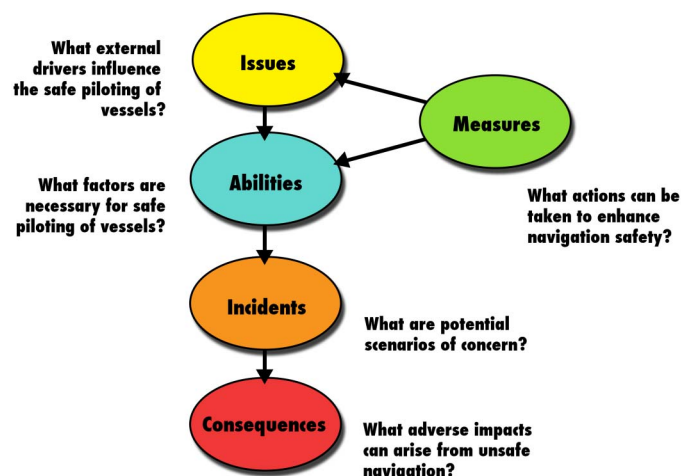 What external
drivers influence
the safe piloting of
vessels?
Issues
Measures
What factors are
necessary for safe
piloting of vessels?
Abilities
What actions can be
taken to enhance
navigation safety?
Incidents
What are potential
scenarios of concern?
Consequences
What adverse impacts
can arise from unsafe
navigation?